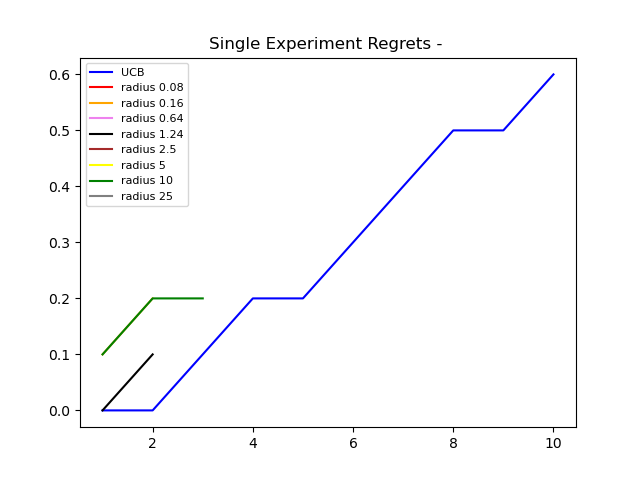 Single Experiment Regrets -
UCB
radius 0.08
radius 0.16
radius 0.64
radius 1.24
radius 2.5
radius 5
radius 10
radius 25
0.6
0.5
0.4
0.3
0.2
0.1
0.0
2 4 6 8 10